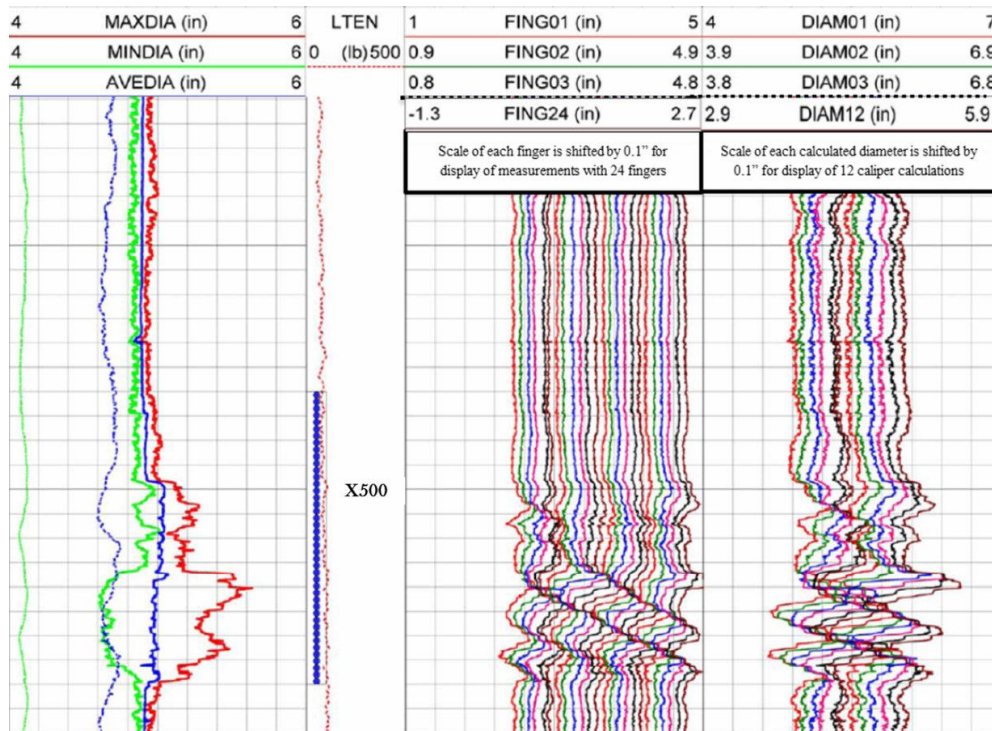 4 MAXDIA (in) 6 LTEN 1 FING01 (in) 5 4 DIAM01 (in) 7
4 MINDIA (in) 6 0 (lb)500 0.9 FING02 (in) 4.9 3.9 DIAM02 (in) 6.9
4 AVEDIA (in) 6 0.8 FING03 (in) 4.8 3.8 DIAM03 (in) 6.8
-1.3 FING24 (in) 2.7 2.9 DIAM12 (in) 5.9
Scale of each finger is shifted by 0.1" for
display of measurements with 24 fingers
Scale of each calculated diameter is shifted by
0.1" for display of 12 caliper calculations
X500